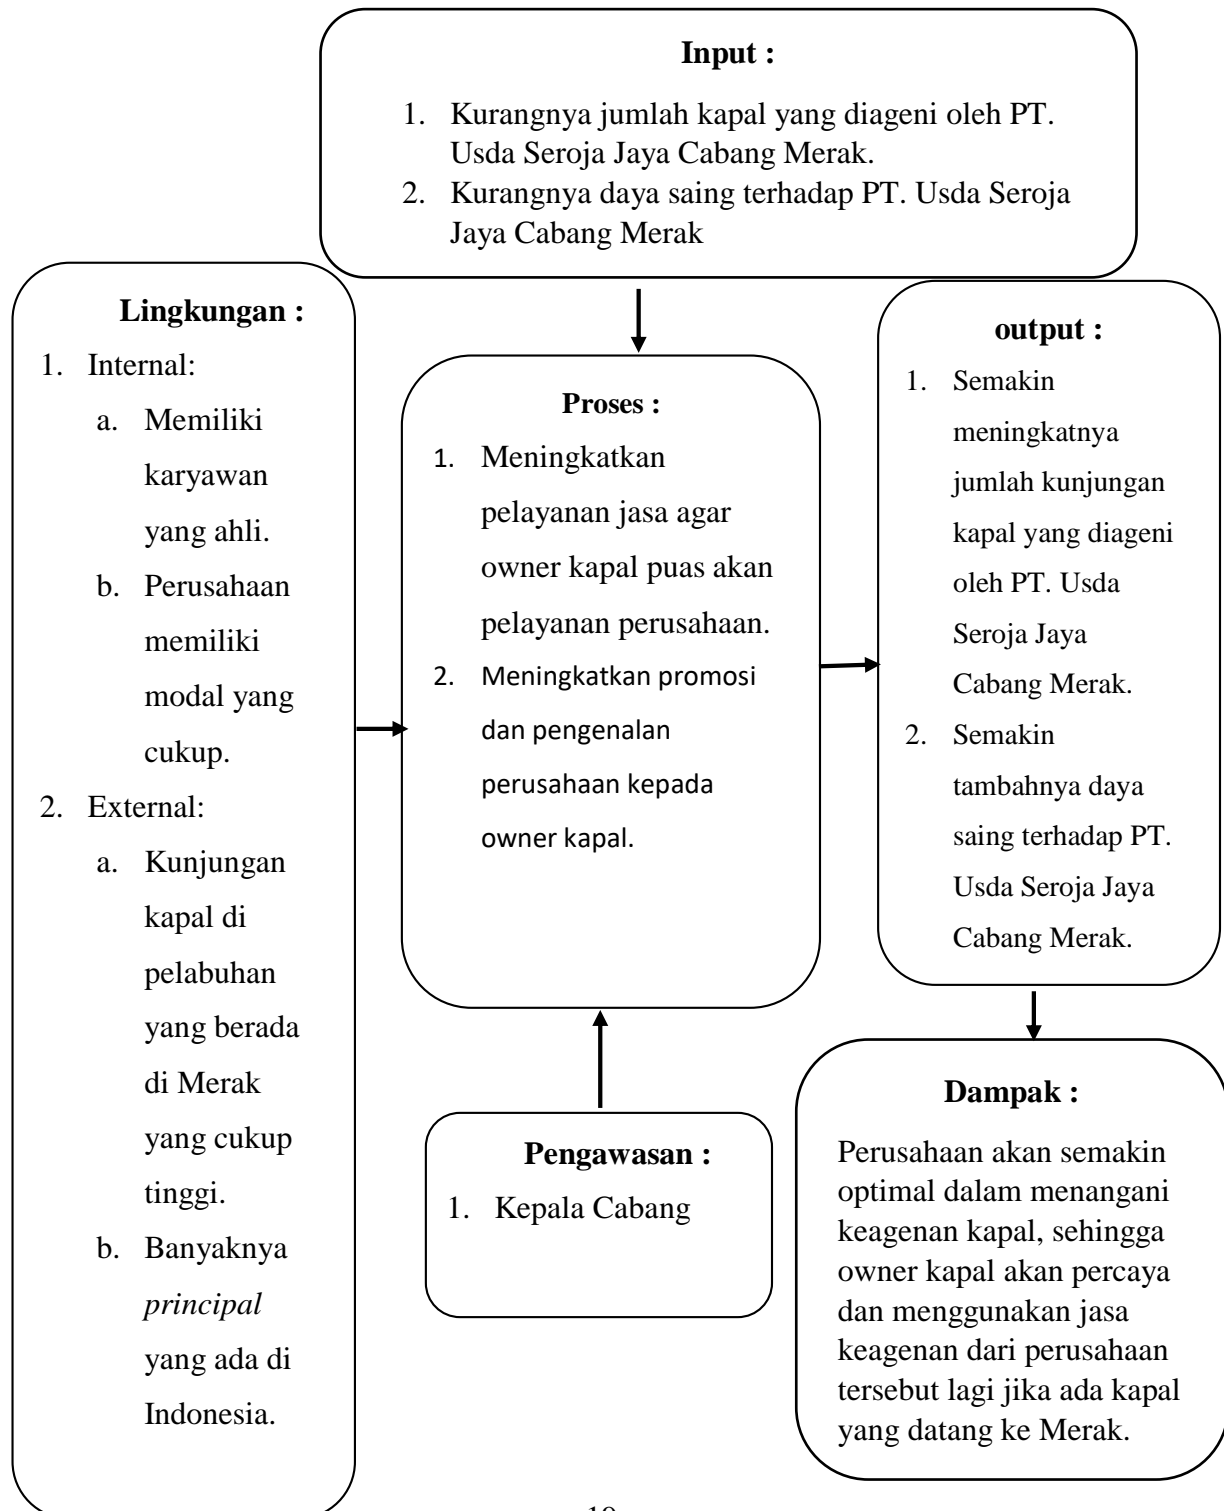 Input :
1. Kurangnya jumlah kapal yang diageni oleh PT.
Usda Seroja Jaya Cabang Merak.
2. Kurangnya daya saing terhadap PT. Usda Seroja
Jaya Cabang Merak
Lingkungan :
1. Internal:
a. Memiliki
karyawan
yang ahli.
b. Perusahaan
memiliki
modal yang
cukup.
2. External:
a. Kunjungan
kapal di
pelabuhan
yang berada
di Merak
yang cukup
tinggi.
b. Banyaknya
principal
yang ada di
Indonesia.
Proses :
1. Meningkatkan
pelayanan jasa agar
owner kapal puas akan
pelayanan perusahaan.
2. Meningkatkan promosi
dan pengenalan
perusahaan kepada
owner kapal.
output :
1. Semakin
meningkatnya
jumlah kunjungan
kapal yang diageni
oleh PT. Usda
Seroja Jaya
Cabang Merak.
2. Semakin
tambahnya daya
saing terhadap PT.
Usda Seroja Jaya
Cabang Merak.
Pengawasan :
1. Kepala Cabang
Dampak :
Perusahaan akan semakin
optimal dalam menangani
keagenan kapal, sehingga
owner kapal akan percaya
dan menggunakan jasa
keagenan dari perusahaan
tersebut lagi jika ada kapal
yang datang ke Merak.